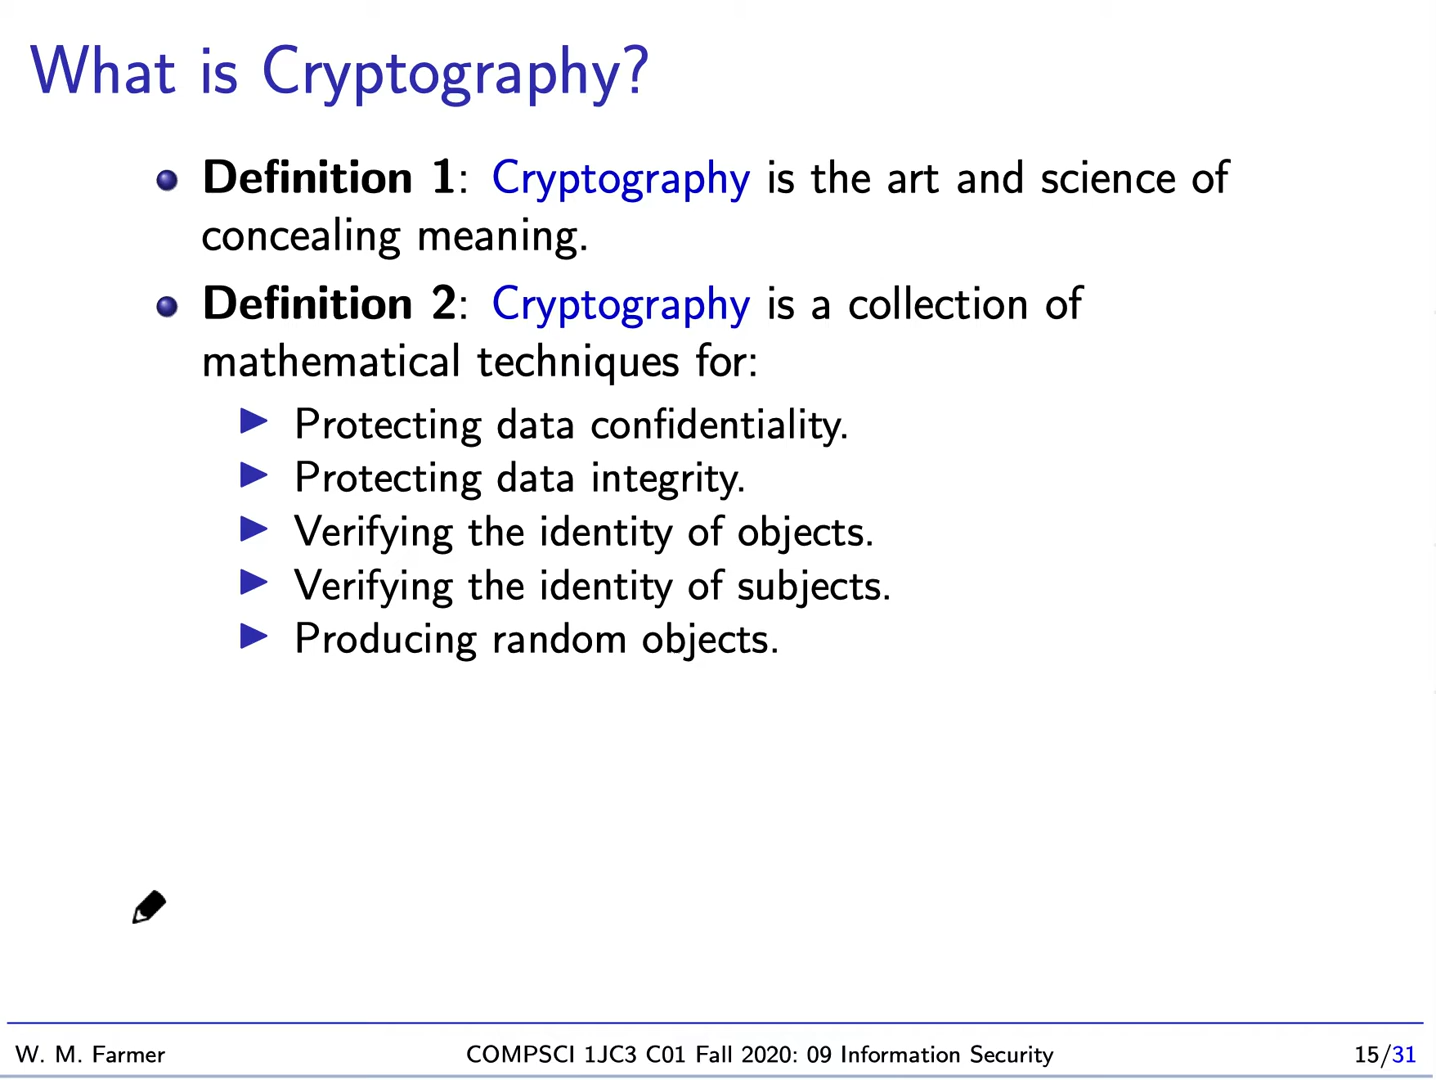 What is Cryptography?
Definition 1: Cryptography is the art and science of
concealing meaning.
Definition 2: Cryptography is a collection of
mathematical techniques for:
Protecting data confidentiality.
Protecting data integrity.
Verifying the identity of objects.
Verifying the identity of subjects.
Producing random objects.
W. M. Farmer COMPSCI 1JC3 C01 Fall 2020: 09 Information Security 15/31